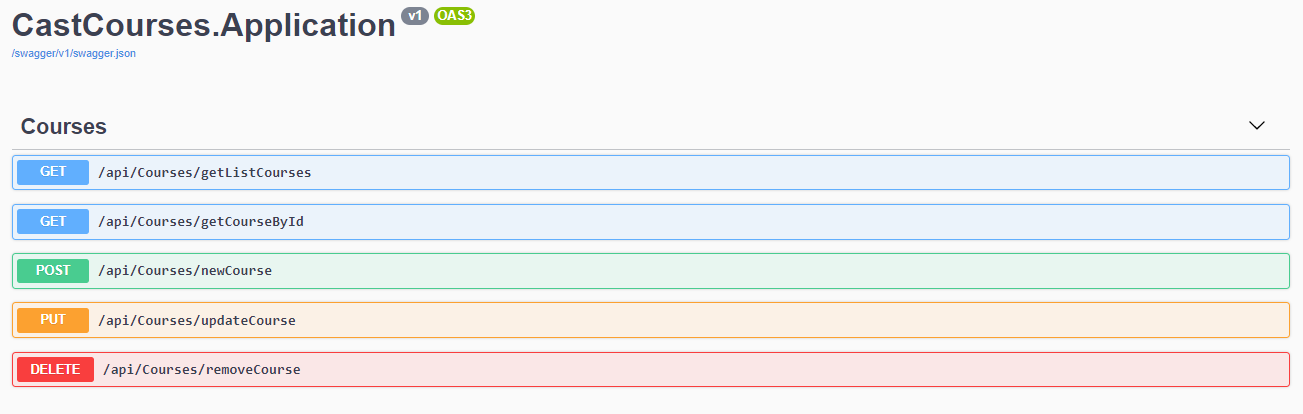 CastCourses.Application v1 OAS3
/swagger/v1/swagger.json
Courses
GET /api/Courses/getListCourses
GET /api/Courses/getCourseById
POST /api/Courses/newCourse
PUT /api/Courses/updateCourse
DELETE /api/Courses/removeCourse